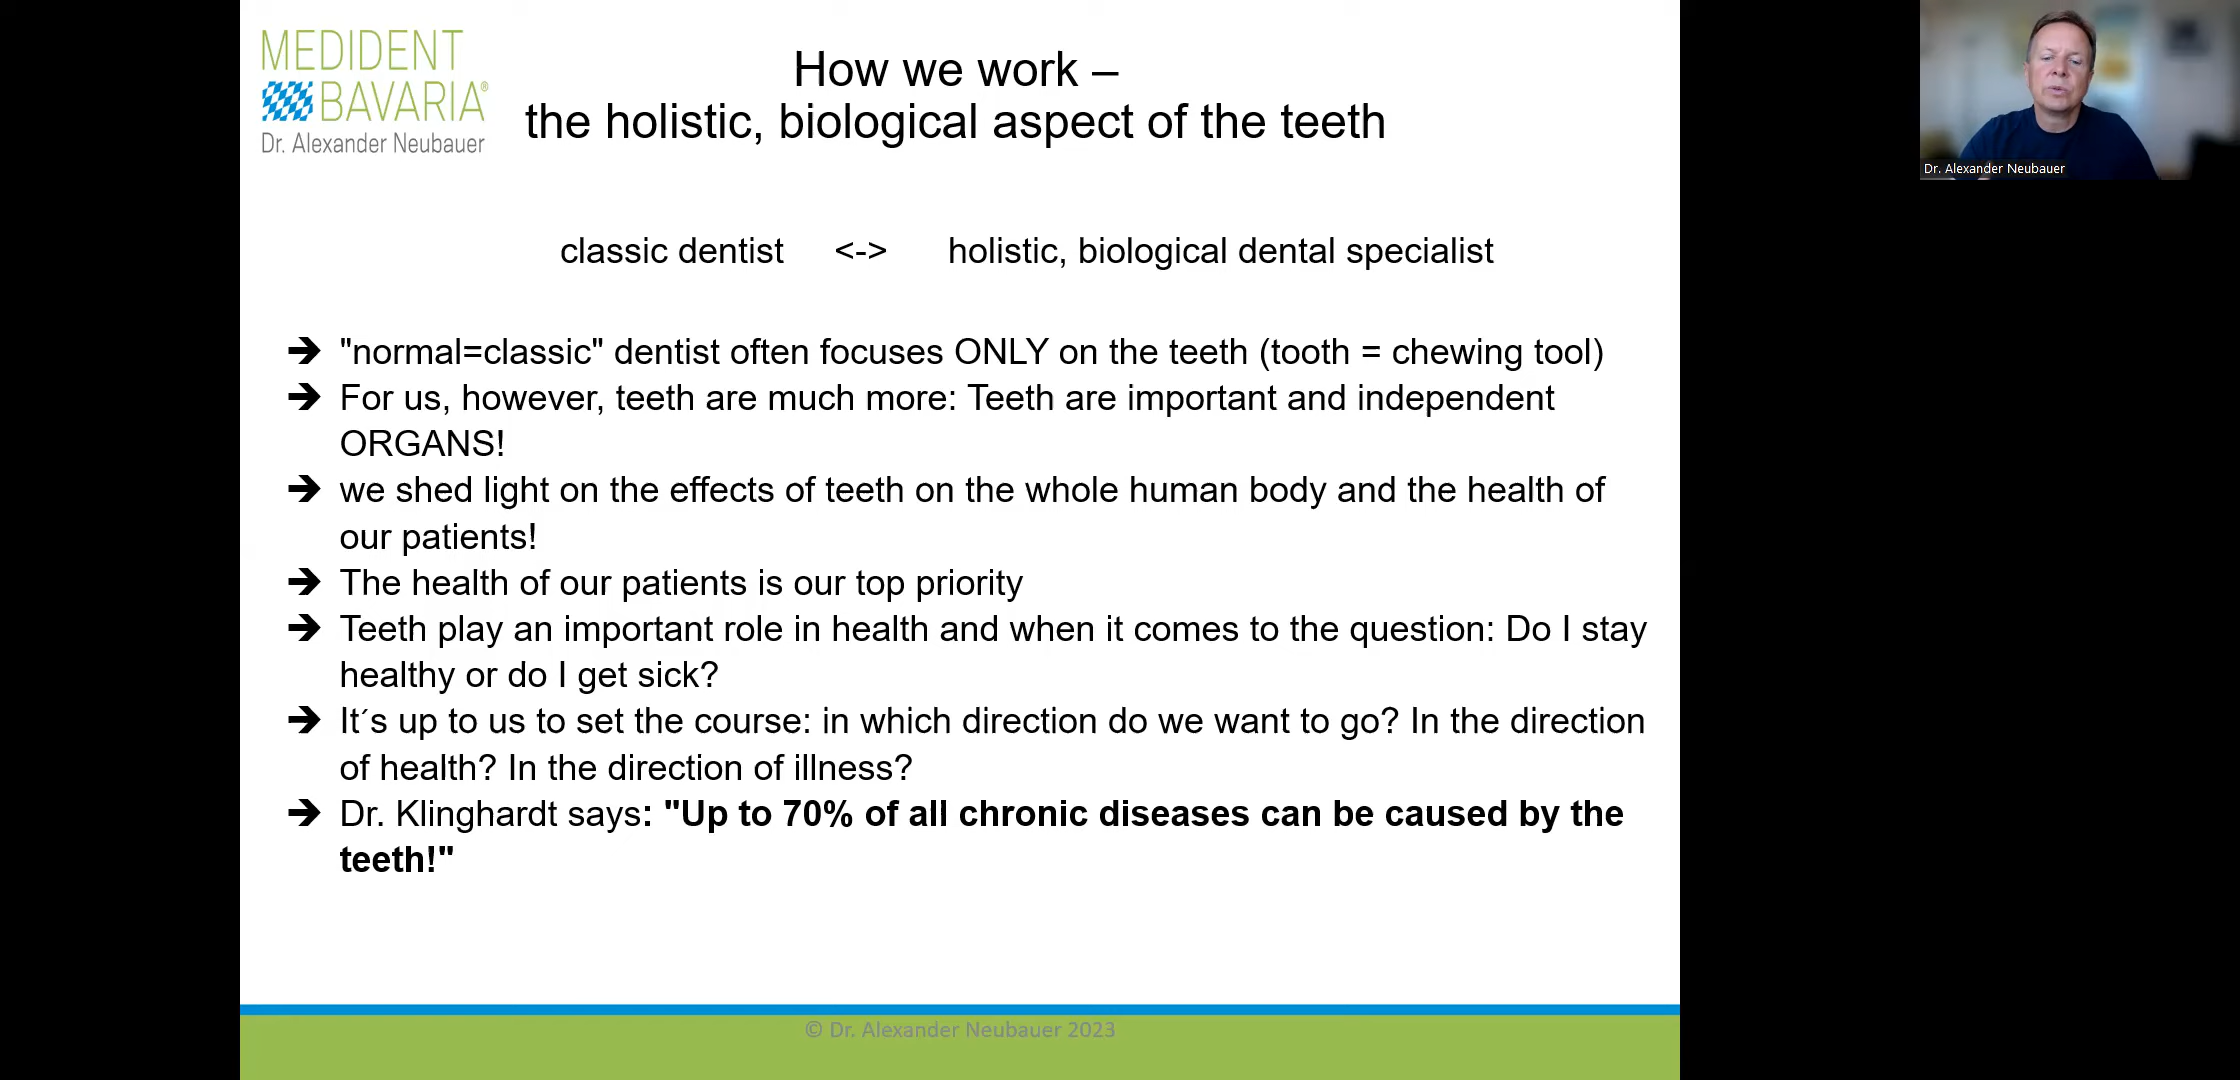 MEDIDENT
BAVARIA®
Dr. Alexander Neubauer
How we work –
the holistic, biological aspect of the teeth
classic dentist <-> holistic, biological dental specialist
➔ "normal=classic" dentist often focuses ONLY on the teeth (tooth = chewing tool)
➔ For us, however, teeth are much more: Teeth are important and independent
ORGANS!
➔ we shed light on the effects of teeth on the whole human body and the health of
our patients!
➔ The health of our patients is our top priority
➔ Teeth play an important role in health and when it comes to the question: Do I stay
healthy or do I get sick?
➔ It´s up to us to set the course: in which direction do we want to go? In the direction
of health? In the direction of illness?
➔ Dr. Klinghardt says: "Up to 70% of all chronic diseases can be caused by the
teeth!"
© Dr. Alexander Neubauer 2023
Dr. Alexander Neubauer